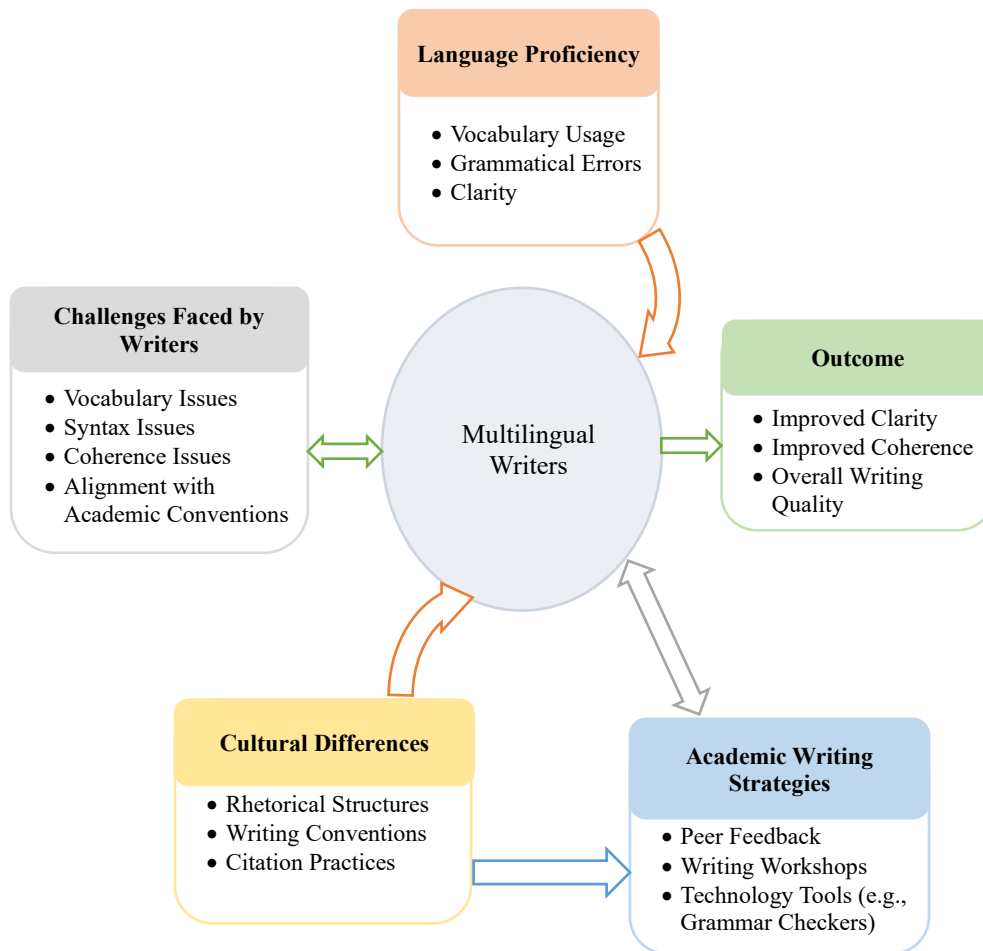 Language Proficiency
• Vocabulary Usage
• Grammatical Errors
• Clarity
Challenges Faced by
Writers
• Vocabulary Issues
• Syntax Issues
• Coherence Issues
• Alignment with
Academic Conventions
Multilingual
Writers
Outcome
• Improved Clarity
• Improved Coherence
• Overall Writing
Quality
Cultural Differences
• Rhetorical Structures
• Writing Conventions
• Citation Practices
Academic Writing
Strategies
• Peer Feedback
• Writing Workshops
• Technology Tools (e.g.,
Grammar Checkers)